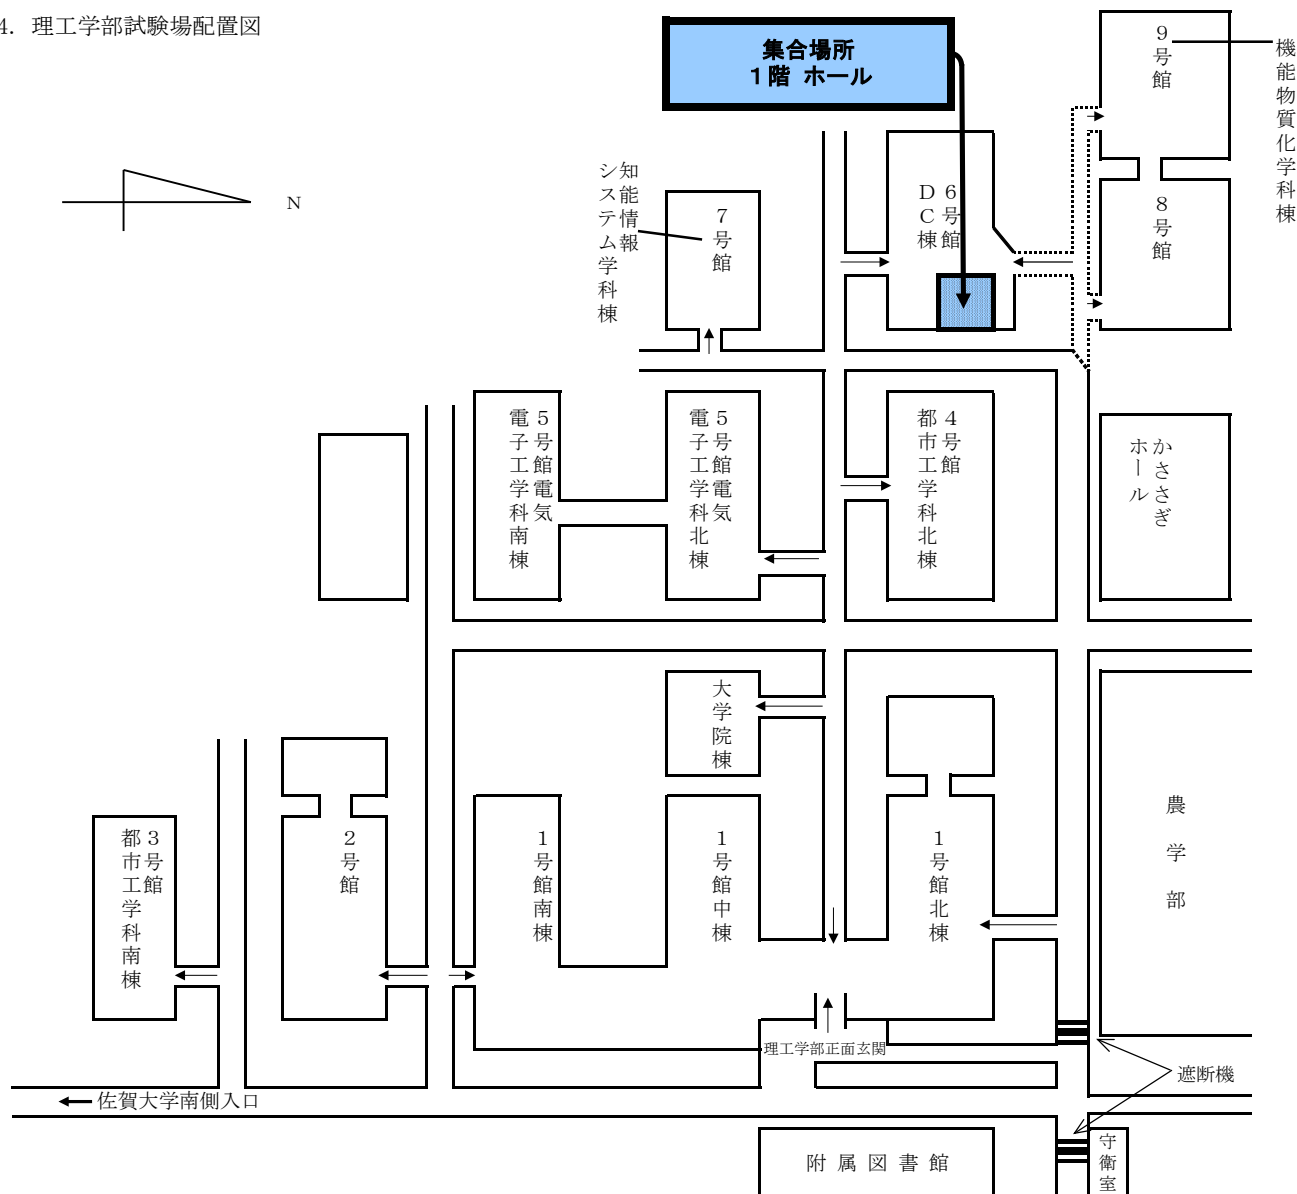 4. 理工学部試験場配置図
集合場所
1階 ホール
N
知能情報
システム学科棟
7号館
6号館
DC棟
9号館
機能物質化学科棟
8号館
5号館電気
電子工学科南棟
5号館電気
電子工学科北棟
4号館
都市工学科北棟
かささぎ
ホール
大学院棟
3号館
都市工学科南棟
2号館
1号館南棟
1号館中棟
1号館北棟
農学部
理工学部正面玄関
遮断機
佐賀大学南側入口
附属図書館
守衛室